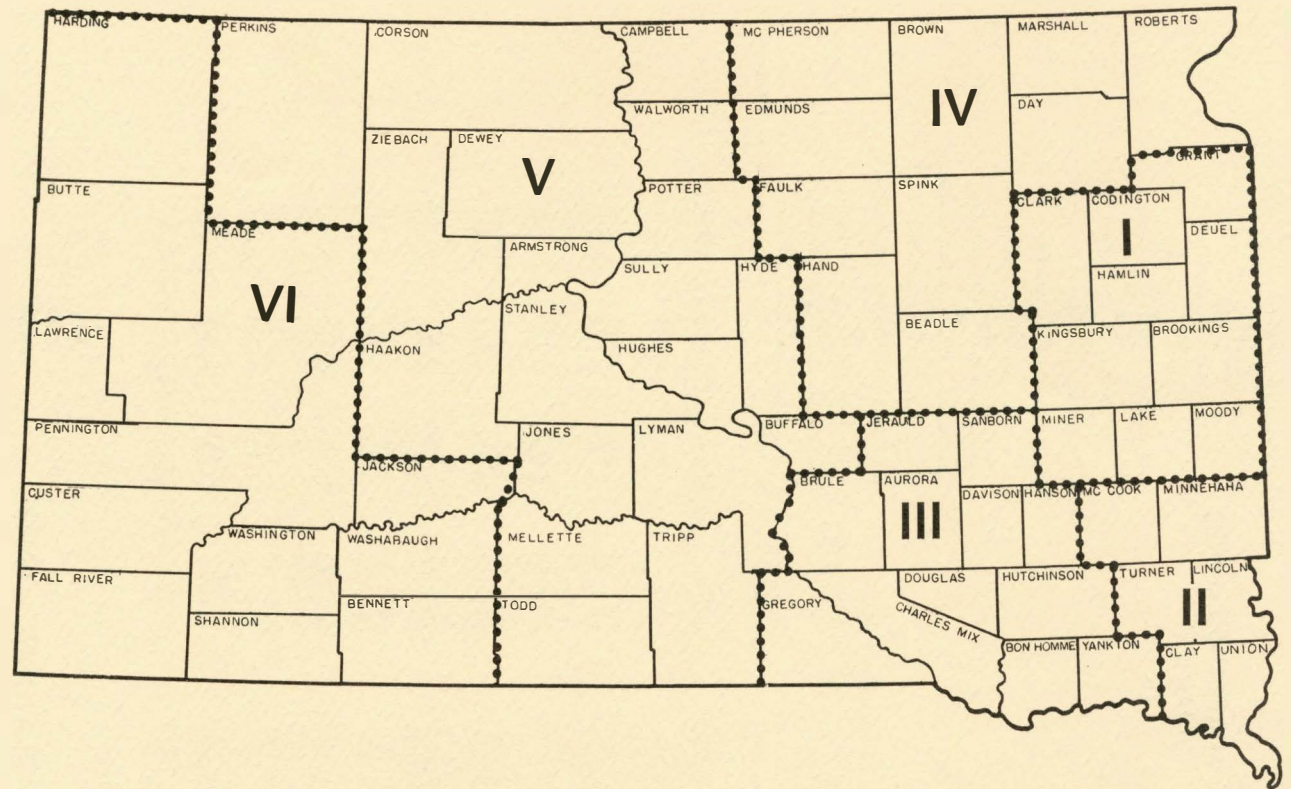 HARDING
PERKINS
CORSON
CAMPBELL
MC PHERSON
BROWN
MARSHALL
ROBERTS
WALWORTH
EDMUNDS
IV
DAY
ZIEBACH
DEWEY
V
BUTTE
POTTER
FAULK
SPINK
GRANT
CLARK
CODINGTON
I
DEUEL
MEADE
VI
ARMSTRONG
SULLY
HYDE
HAND
HAMLIN
STANLEY
LAWRENCE
HAAKON
HUGHES
BEADLE
KINGSBURY
BROOKINGS
PENNINGTON
JONES
LYMAN
BUFFALO
JERAULD
SANBORN
MINER
LAKE
MOODY
JACKSON
CUSTER
BRULE
AURORA
III
DAVISON
HANSON
MC COOK
MINNEHAHA
WASHINGTON
WASHABAUGH
MELLETTE
TRIPP
FALL RIVER
DOUGLAS
HUTCHINSON
TURNER
LINCOLN
II
SHANNON
BENNETT
TODD
GREGORY
CHARLES MIX
BON HOMME
YANKTON
CLAY
UNION